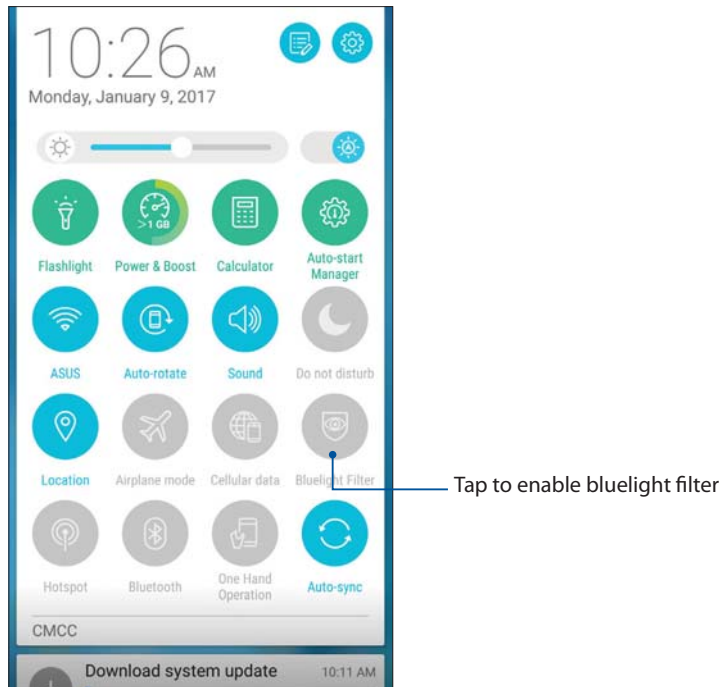 10:26 AM
Monday, January 9, 2017
>1 GB
Flashlight Power & Boost Calculator Auto-start
Manager
ASUS Auto-rotate Sound Do not disturb
Location Airplane mode Cellular data Bluelight Filter
Tap to enable bluelight filter
Hotspot Bluetooth One Hand
Operation Auto-sync
CMCC
Download system update 10:11 AM